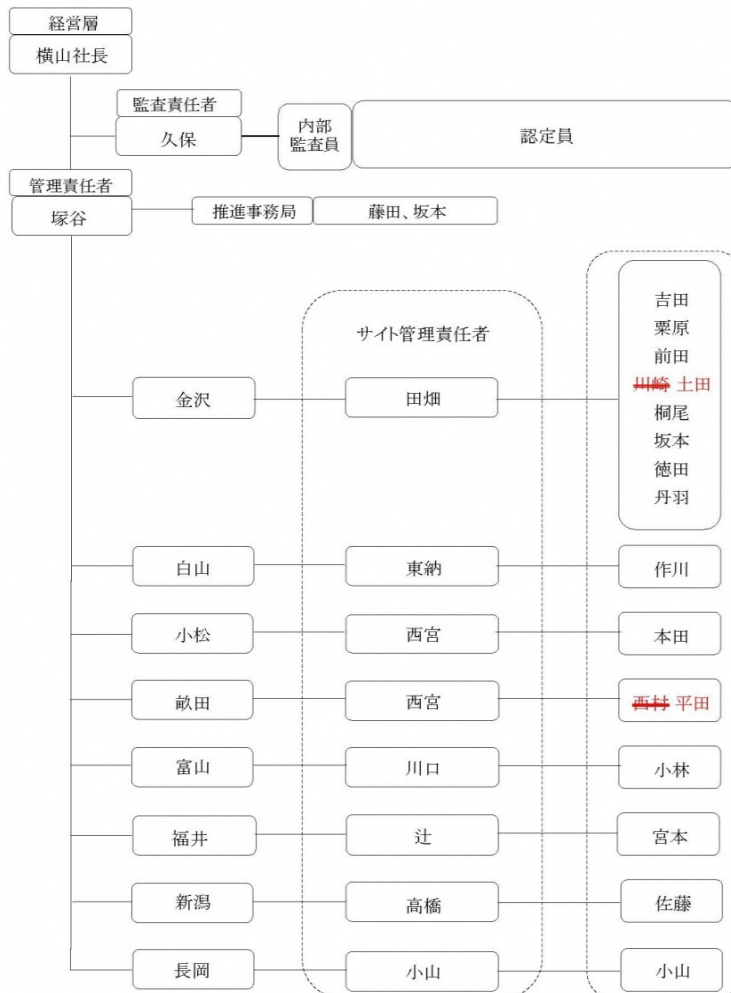 経営層
横山社長
監査責任者
久保
内部
監査員
認定員
管理責任者
塚谷
推進事務局
藤田、坂本
サイト管理責任者
吉田
栗原
前田
川崎 土田
桐尾
坂本
徳田
丹羽
金沢
田畑
白山
東納
作川
小松
西宮
本田
畝田
西宮
西村 平田
富山
川口
小林
福井
辻
宮本
新潟
高橋
佐藤
長岡
小山
小山